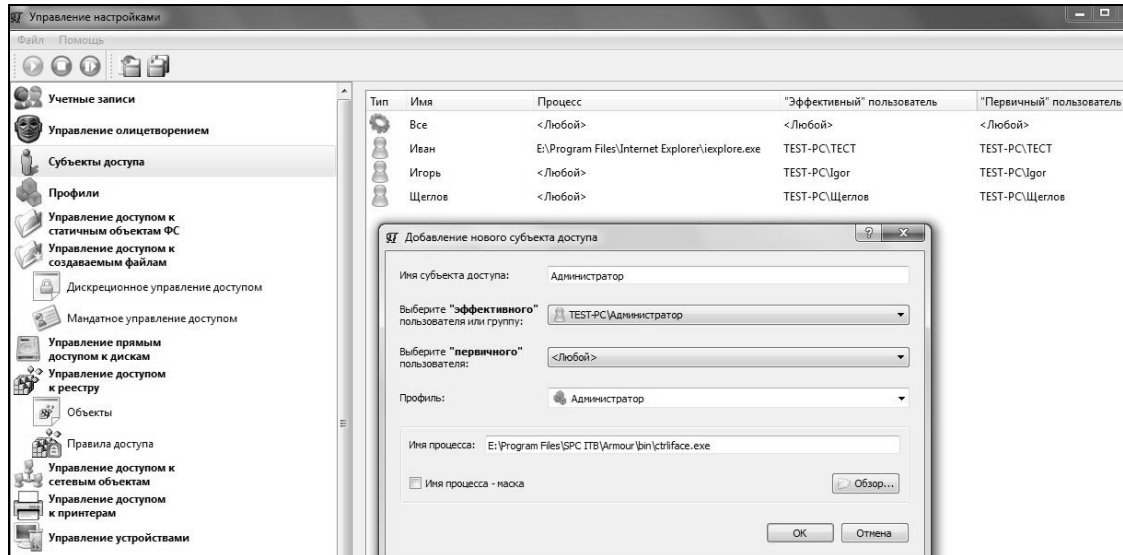 Управление настройками
Файл Помощь
Учетные записи
Управление олицетворением
Субъекты доступа
Профили
Управление доступом к
статичным объектам ФС
Управление доступом к
создаваемым файлам
Дискреционное управление доступом
Мандатное управление доступом
Управление прямым
доступом к дискам
Управление доступом
к реестру
Объекты
Правила доступа
Управление доступом к
сетевым объектам
Управление доступом
к принтерам
Управление устройствами
Тип Имя Процесс "Эффективный" пользователь "Первичный" пользователь
Все <Любой> <Любой> <Любой>
Иван E:\Program Files\Internet Explorer\iexplore.exe TEST-PC\ТЕСТ TEST-PC\ТЕСТ
Игорь <Любой> TEST-PC\Igor TEST-PC\Igor
Щеглов <Любой> TEST-PC\Щеглов TEST-PC\Щеглов
Добавление нового субъекта доступа
Имя субъекта доступа: Администратор
Выберите "эффективного"
пользователя или группу: TEST-PC\Администратор
Выберите "первичного"
пользователя: <Любой>
Профиль: Администратор
Имя процесса: E:\Program Files\SPC ITB\Armour\bin\ctrliface.exe
Имя процесса - маска Обзор...
OK Отмена